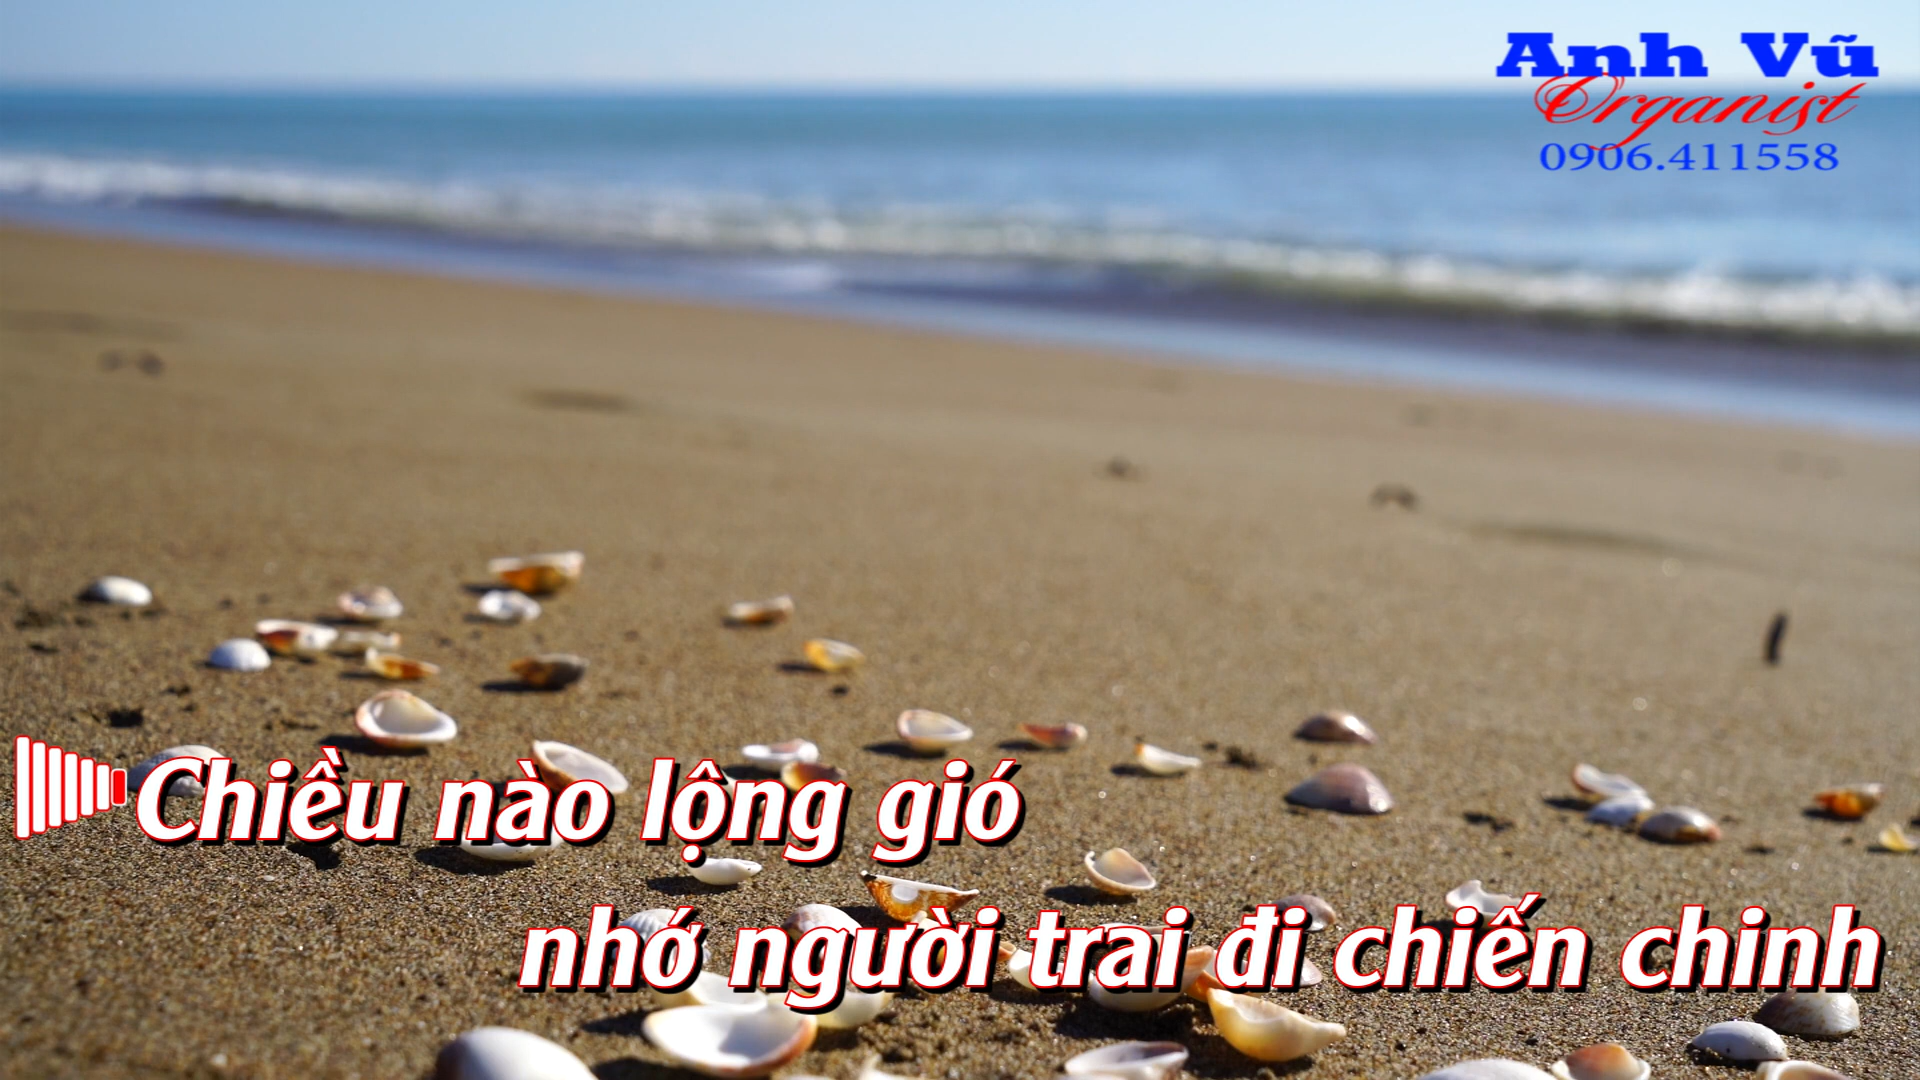 Anh Vũ
Organist
0906.411558
Chiều nào lộng gió
nhớ người trai đi chiến chinh